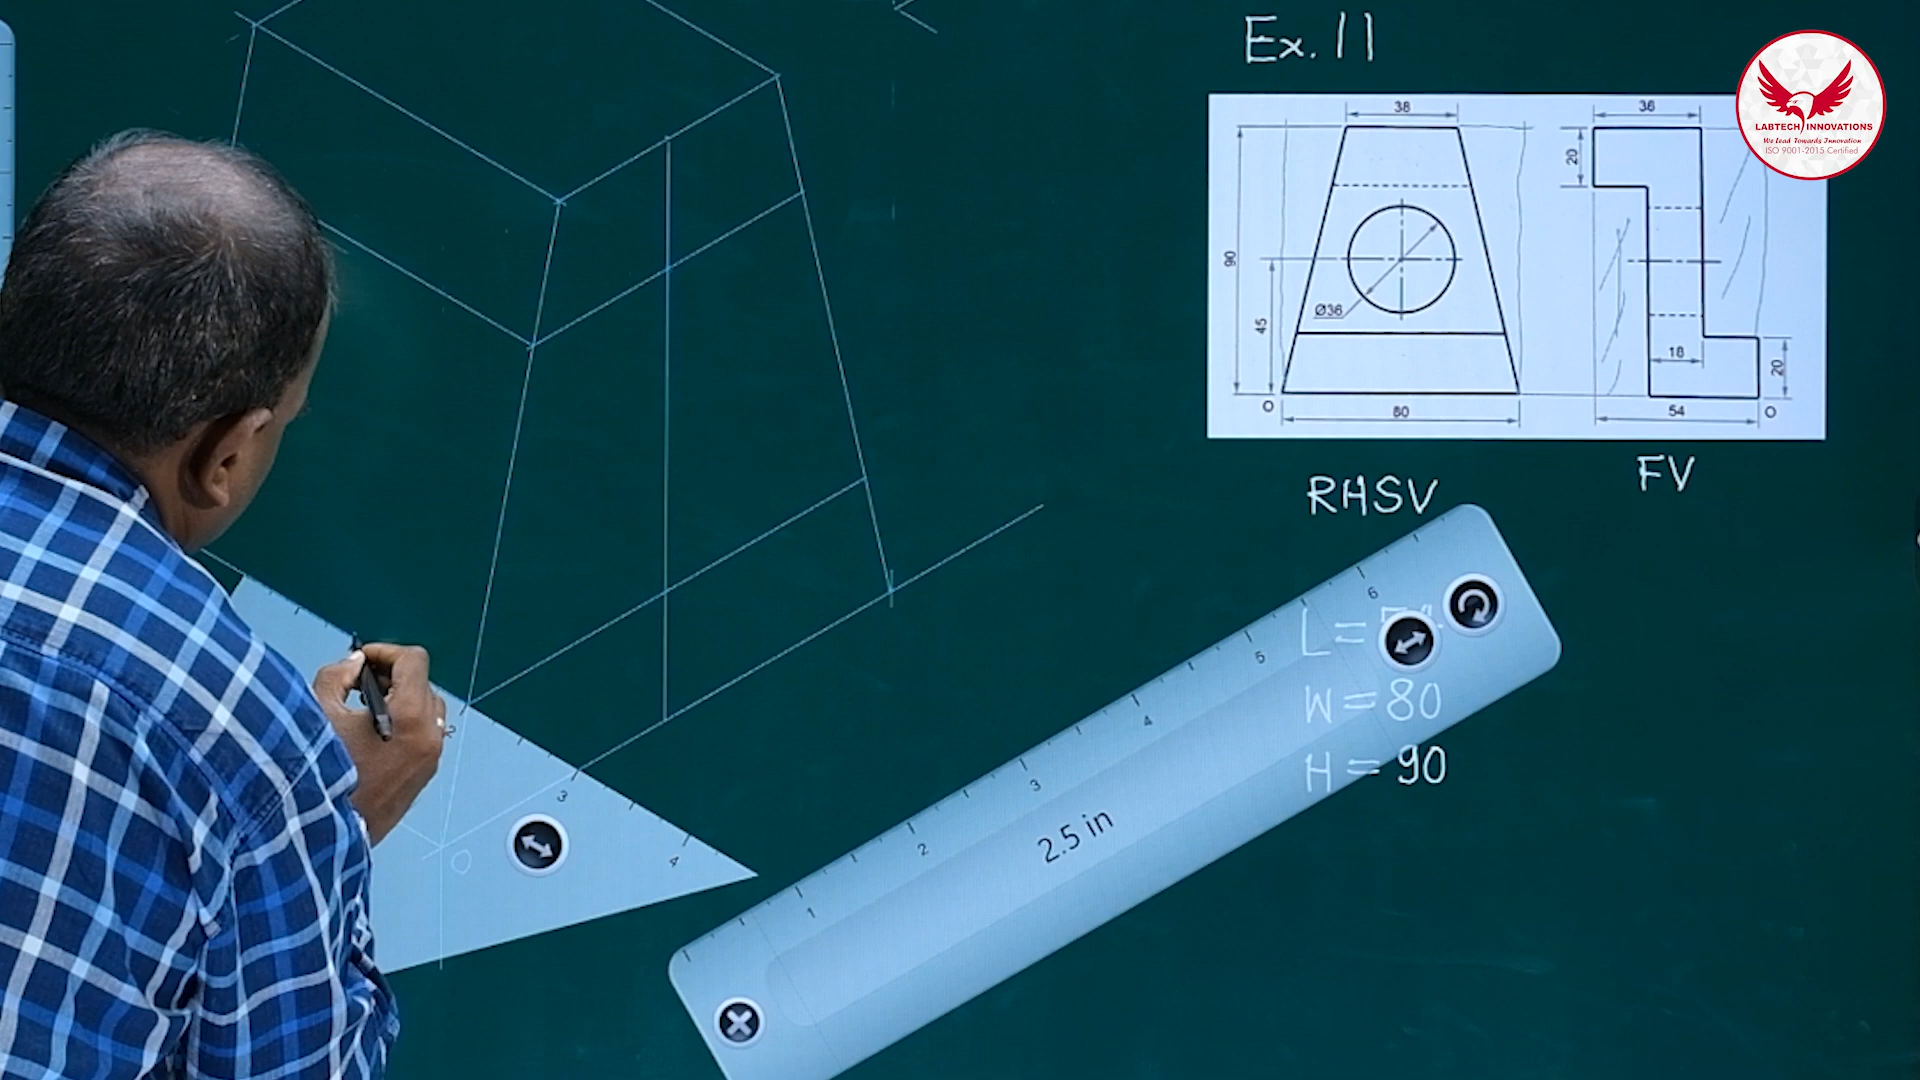 Ex. 11
LABTECH INNOVATIONS
We Lead Towards Innovation
ISO 9001-2015 Certified
38
36
20
90
45
Ø36
18
20
O
80
54
O
RHSV
FV
L =
W = 80
H = 90
O
2
3
4
1
2
3
4
5
6
2.5 in